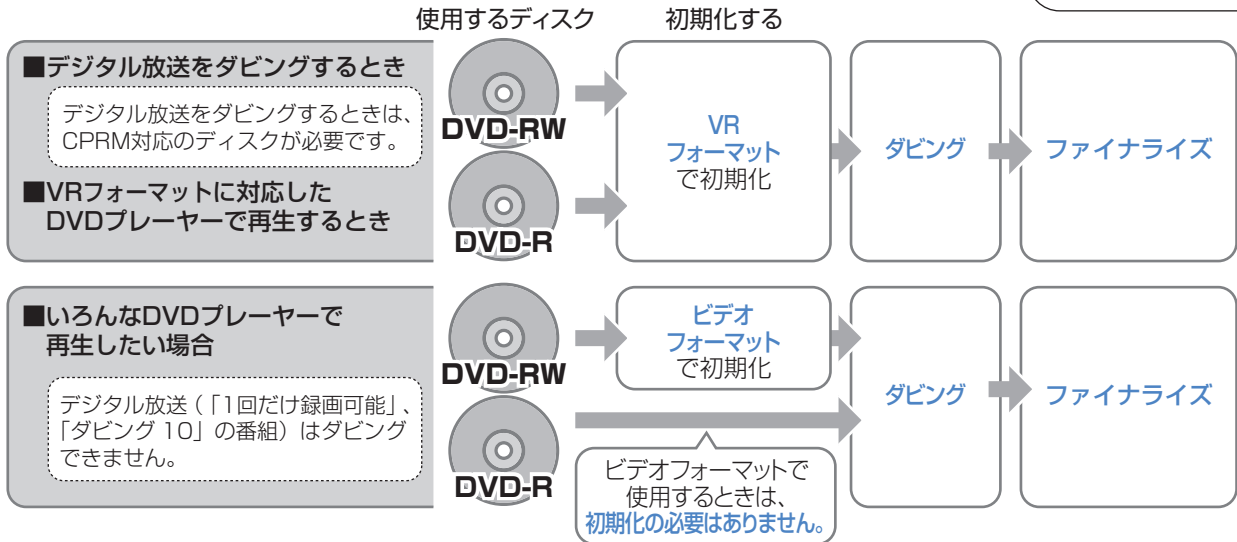 使用するディスク
初期化する
■デジタル放送をダビングするとき
デジタル放送をダビングするときは、
CPRM対応のディスクが必要です。
■VRフォーマットに対応した
DVDプレーヤーで再生するとき
DVD-RW
DVD-R
VR
フォーマット
で初期化
ダビング
ファイナライズ
■いろんなDVDプレーヤーで
再生したい場合
デジタル放送(「1回だけ録画可能」、
「ダビング 10」の番組)はダビング
できません。
DVD-RW
DVD-R
ビデオ
フォーマット
で初期化
ビデオフォーマットで
使用するときは、
初期化の必要はありません。
ダビング
ファイナライズ